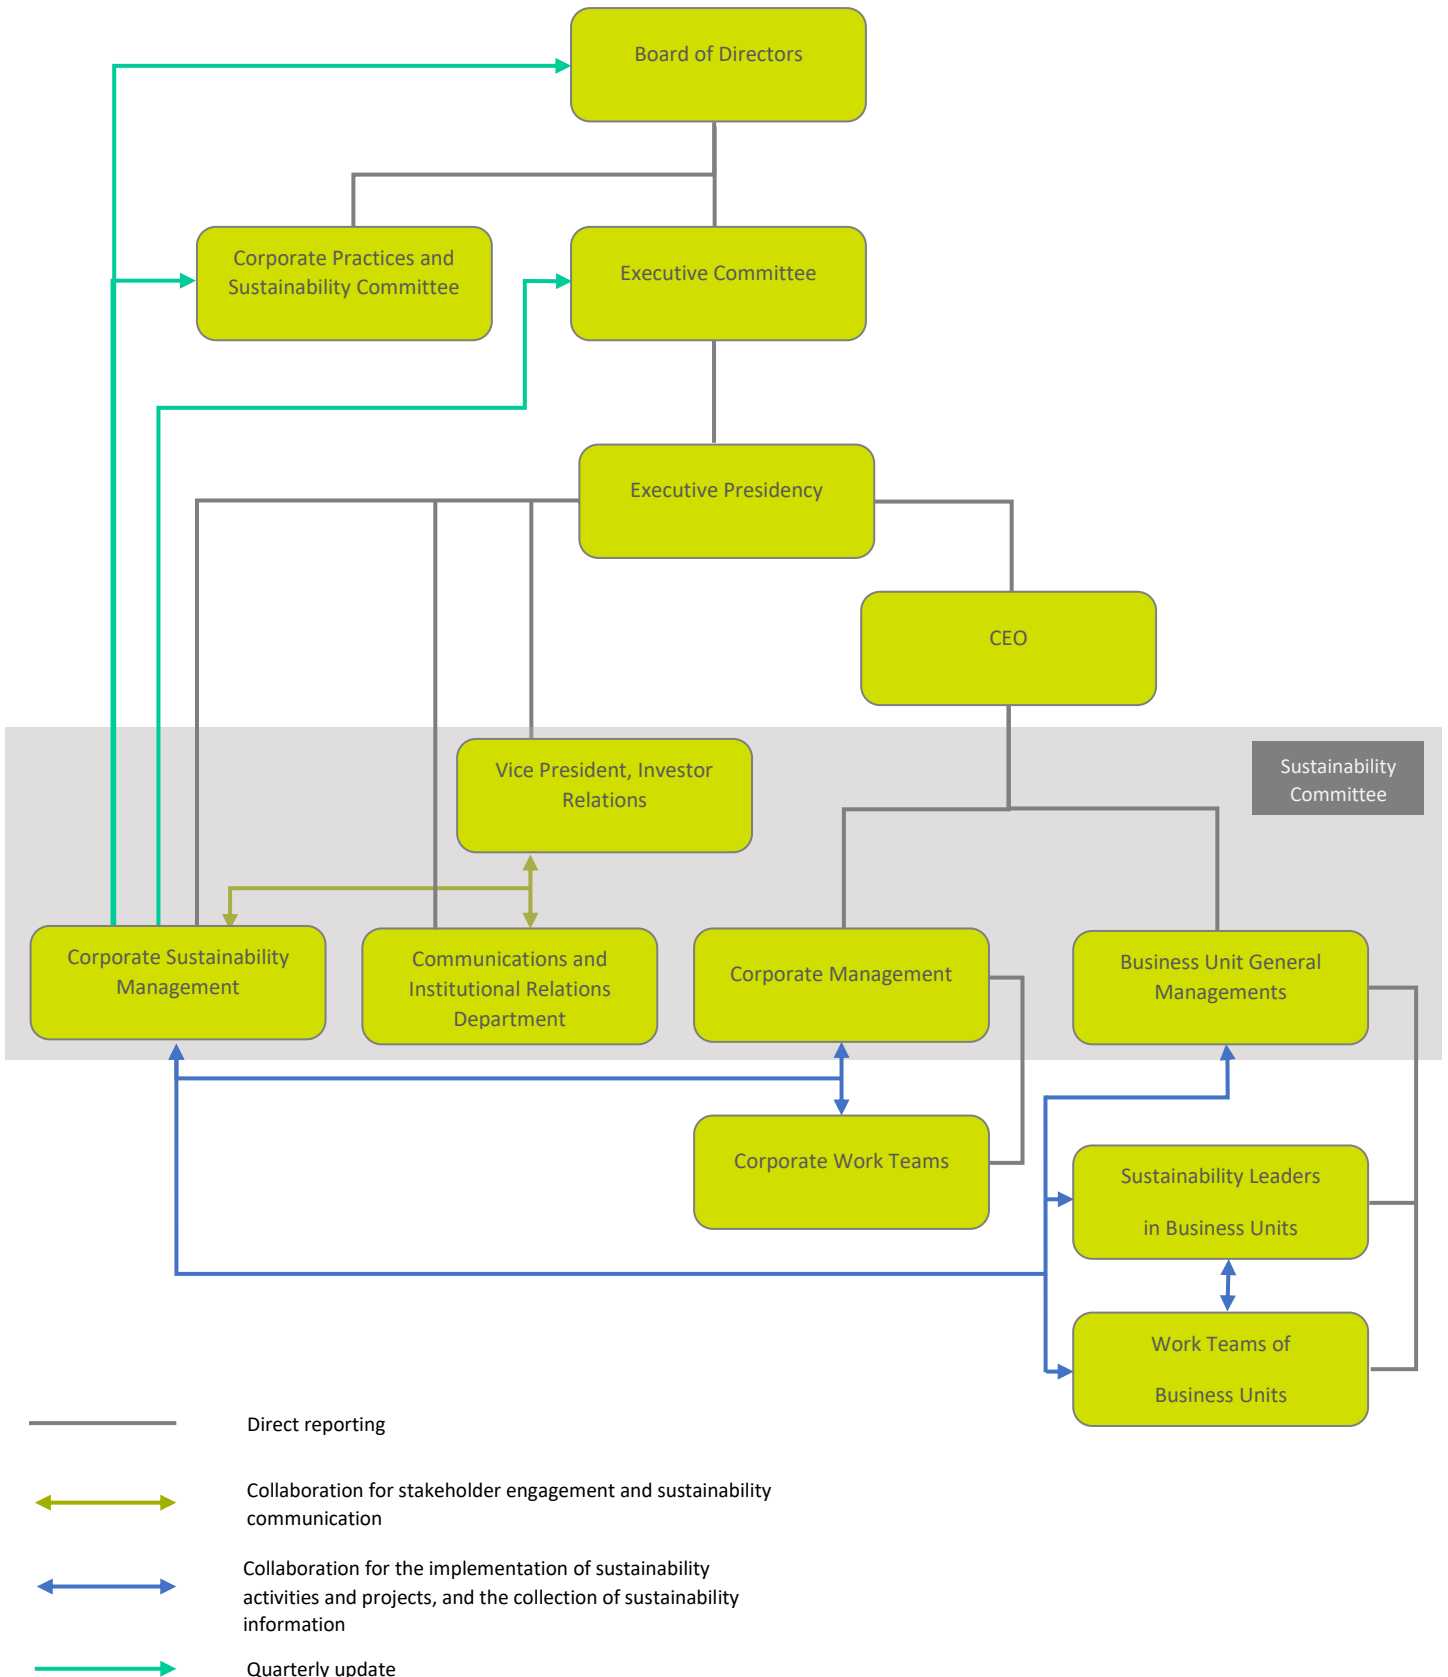 Board of Directors
Corporate Practices and
Sustainability Committee
Executive Committee
Executive Presidency
CEO
Sustainability
Committee
Vice President, Investor
Relations
Corporate Sustainability
Management
Communications and
Institutional Relations
Department
Corporate Management
Business Unit General
Managements
Corporate Work Teams
Sustainability Leaders
in Business Units
Work Teams of
Business Units
Direct reporting
Collaboration for stakeholder engagement and sustainability
communication
Collaboration for the implementation of sustainability
activities and projects, and the collection of sustainability
information
Quarterly update